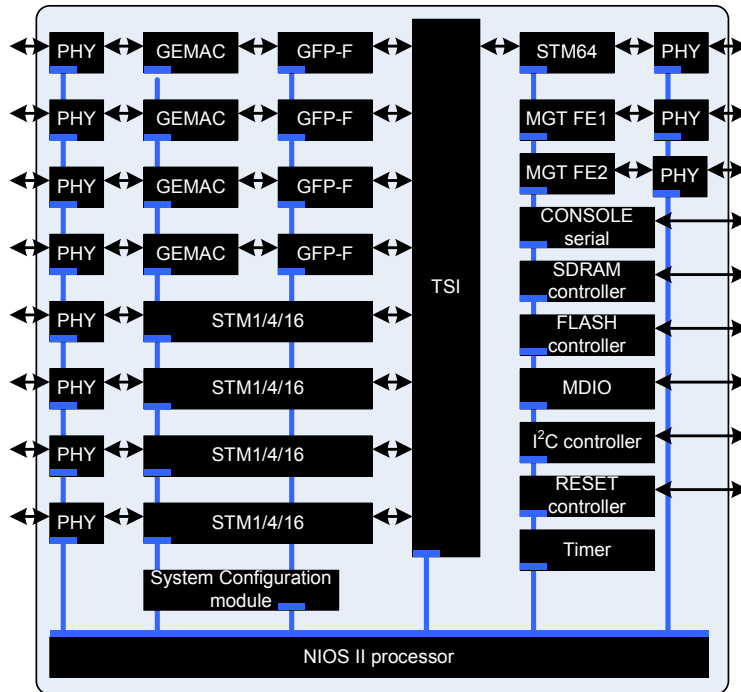 PHY GEMAC GFP-F STM64 PHY
PHY GEMAC GFP-F MGT FE1 PHY
PHY GEMAC GFP-F MGT FE2 PHY
PHY GEMAC GFP-F CONSOLE
serial
TSI
SDRAM
controller
PHY STM1/4/16 FLASH
controller
PHY STM1/4/16 MDIO
PHY STM1/4/16 I²C controller
PHY STM1/4/16 RESET
controller
Timer
System Configuration
module
NIOS II processor